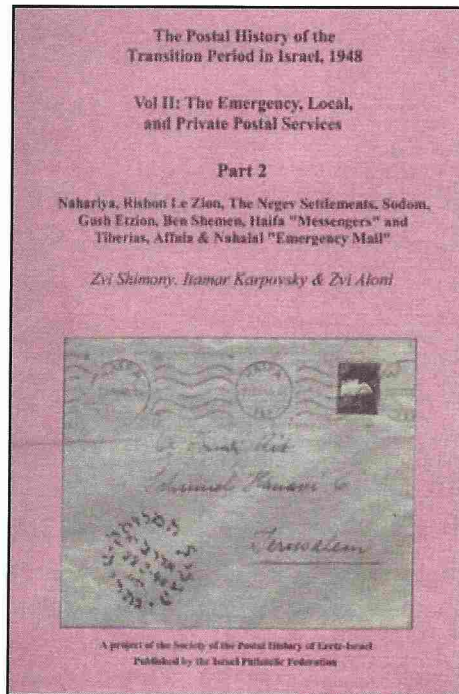 The Postal History of the
Transition Period in Israel, 1948
Vol II: The Emergency, Local,
and Private Postal Services
Part 2
Nahariya, Rishon Le Zion, The Negev Settlements, Sodom,
Gush Etzion, Ben Shemen, Haifa "Messengers" and
Tiberias, Affula & Nahalal "Emergency Mail"
Zvi Shimony, Itamar Karpovsky & Zvi Aloni
Jerusalem
A project of the Society of the Postal History of Eretz-Israel
Published by the Israel Philatelic Federation